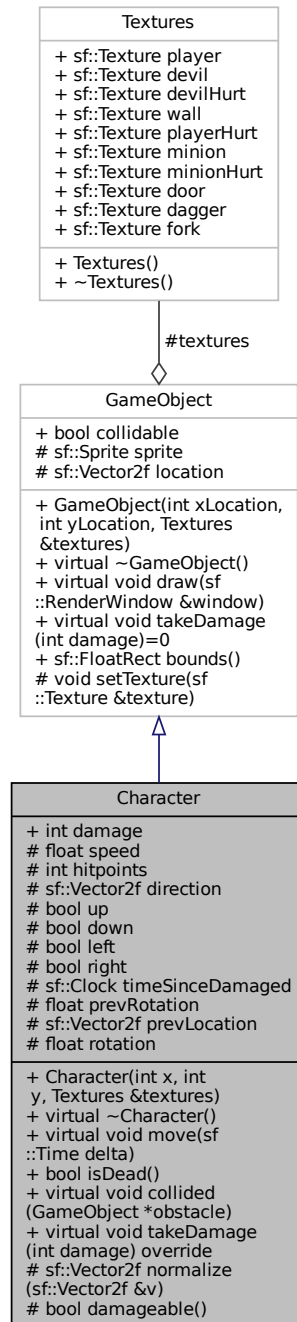 Textures
+ sf::Texture player
+ sf::Texture devil
+ sf::Texture devilHurt
+ sf::Texture wall
+ sf::Texture playerHurt
+ sf::Texture minion
+ sf::Texture minionHurt
+ sf::Texture door
+ sf::Texture dagger
+ sf::Texture fork
+ Textures()
+ ~Textures()
#textures
GameObject
+ bool collidable
# sf::Sprite sprite
# sf::Vector2f location
+ GameObject(int xLocation,
int yLocation, Textures
&textures)
+ virtual ~GameObject()
+ virtual void draw(sf
::RenderWindow &window)
+ virtual void takeDamage
(int damage)=0
+ sf::FloatRect bounds()
# void setTexture(sf
::Texture &texture)
Character
+ int damage
# float speed
# int hitpoints
# sf::Vector2f direction
# bool up
# bool down
# bool left
# bool right
# sf::Clock timeSinceDamaged
# float prevRotation
# sf::Vector2f prevLocation
# float rotation
+ Character(int x, int
y, Textures &textures)
+ virtual ~Character()
+ virtual void move(sf
::Time delta)
+ bool isDead()
+ virtual void collided
(GameObject *obstacle)
+ virtual void takeDamage
(int damage) override
# sf::Vector2f normalize
(sf::Vector2f &v)
# bool damageable()